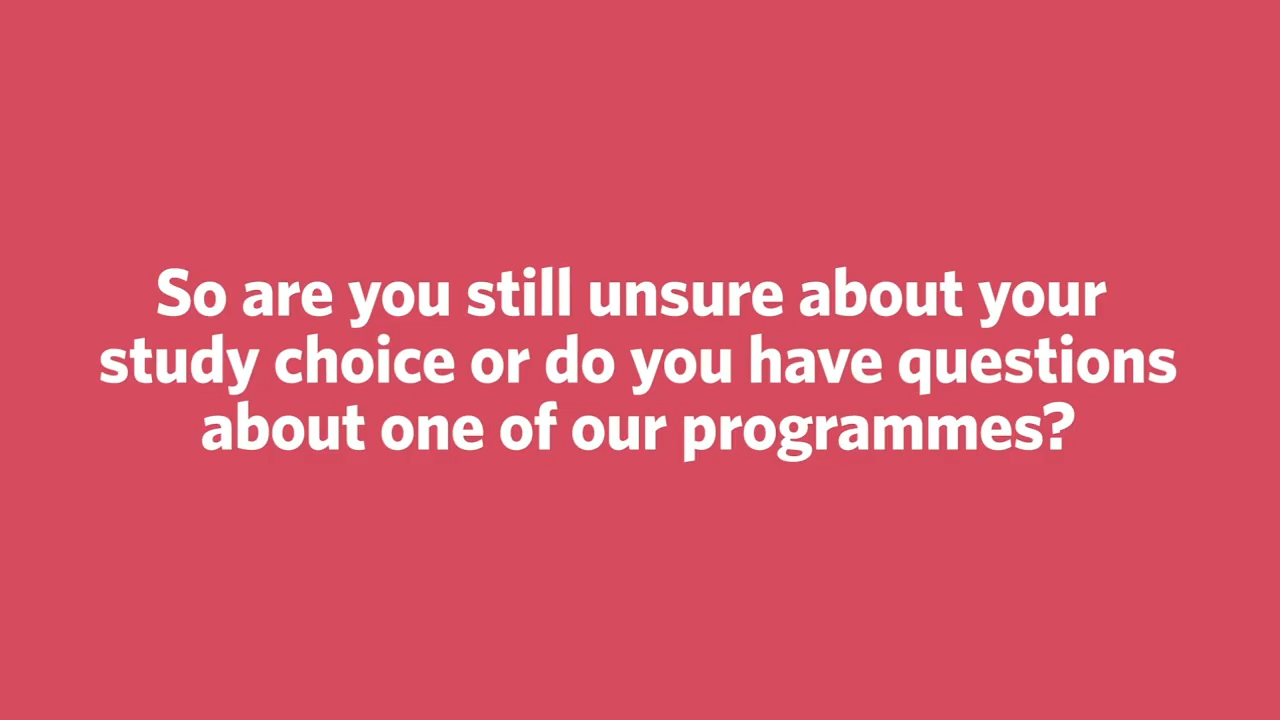 So are you still unsure about your
study choice or do you have questions
about one of our programmes?